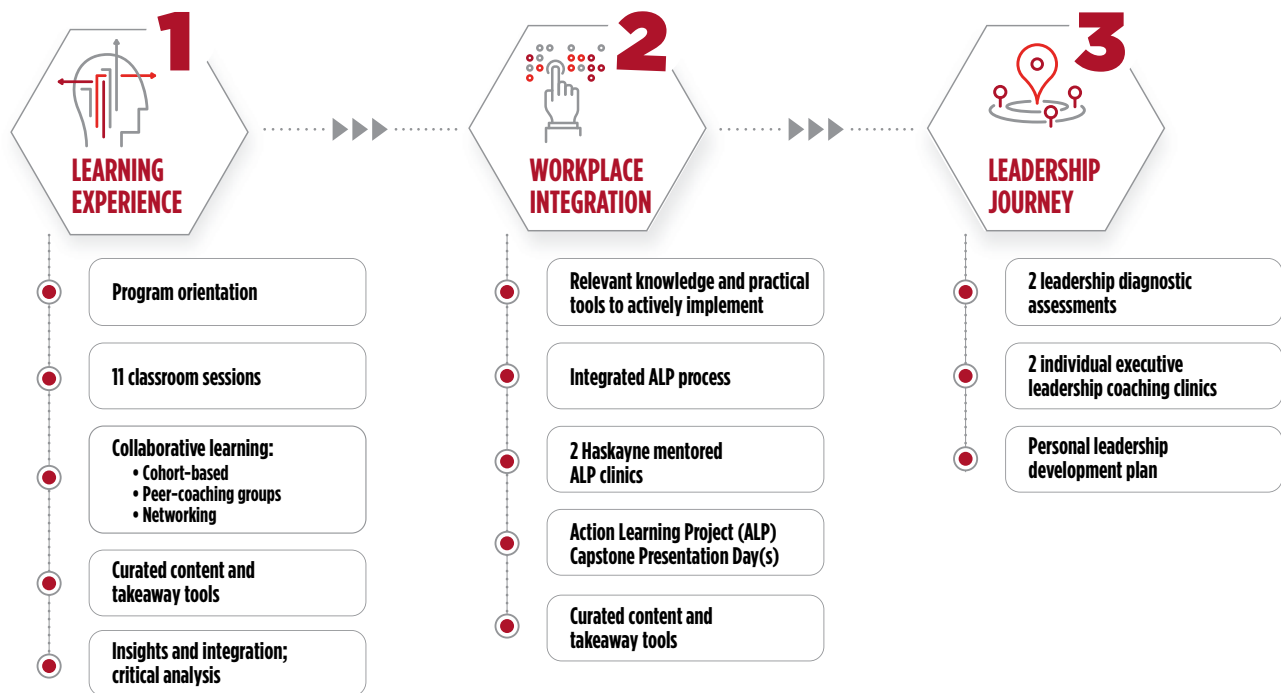 1
LEARNING
EXPERIENCE
Program orientation
11 classroom sessions
Collaborative learning:
• Cohort-based
• Peer-coaching groups
• Networking
Curated content and
takeaway tools
Insights and integration;
critical analysis
2
WORKPLACE
INTEGRATION
Relevant knowledge and practical
tools to actively implement
Integrated ALP process
2 Haskayne mentored
ALP clinics
Action Learning Project (ALP)
Capstone Presentation Day(s)
Curated content and
takeaway tools
3
LEADERSHIP
JOURNEY
2 leadership diagnostic
assessments
2 individual executive
leadership coaching clinics
Personal leadership
development plan